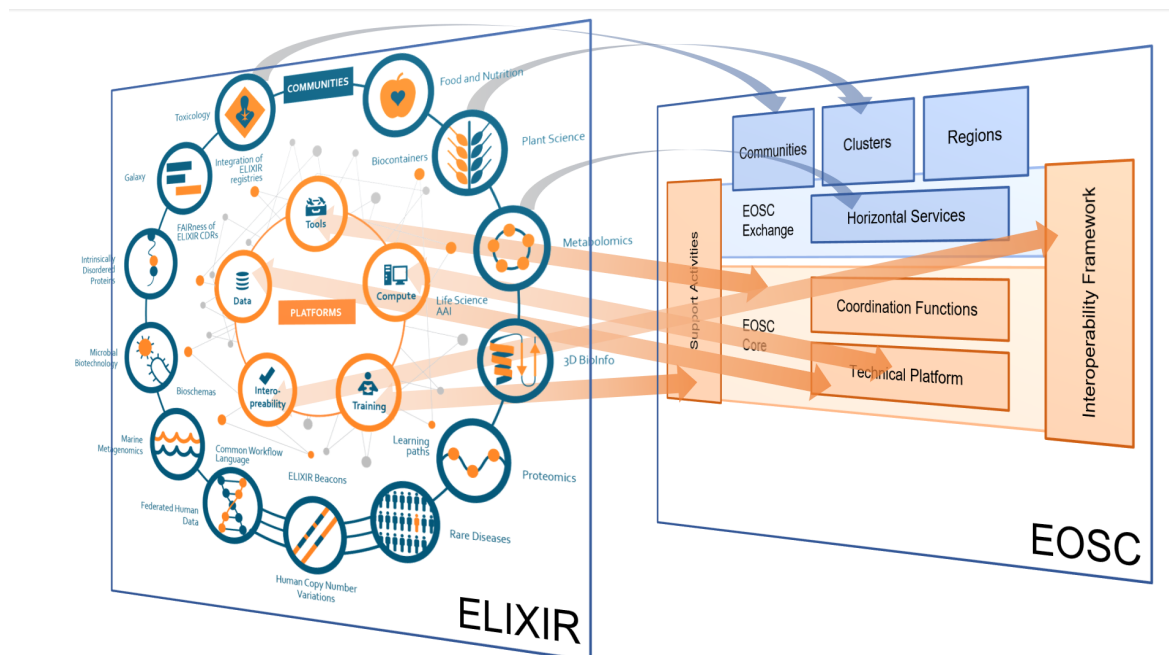 COMMUNITIES
Food and Nutrition
Toxicology
Plant Science
Biocontainers
Integration of
ELIXIR
registries
Galaxy
Tools
FAIRness of
ELIXIR CDRs
Metabolomics
Intrinsically
Disordered
Proteins
Data
Compute
Life Science
AAI
PLATFORMS
Microbial
Biotechnology
3D BioInfo
Bioschemas
Intero-
preability
Training
Learning
paths
Marine
Metagenomics
Common Workflow
Language
ELIXIR Beacons
Proteomics
Federated Human
Data
Rare Diseases
Human Copy Number
Variations
ELIXIR
Communities
Clusters
Regions
EOSC
Exchange
Horizontal Services
Support Activities
EOSC
Core
Coordination Functions
Technical Platform
Interoperability Framework
EOSC